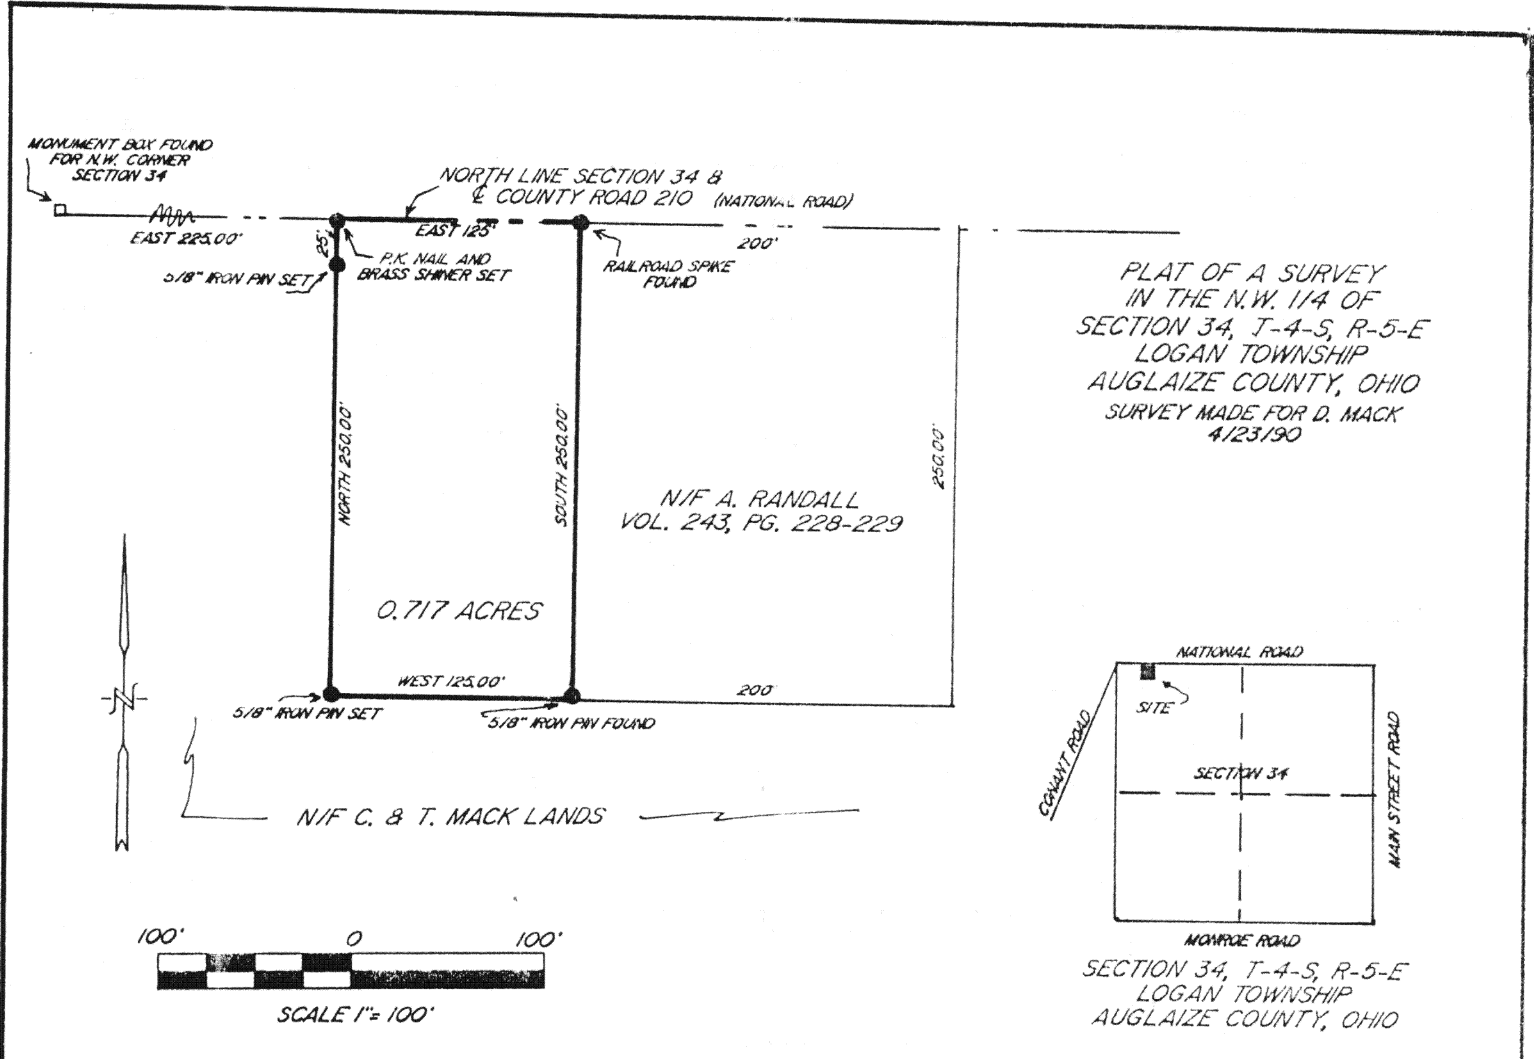 MONUMENT BOX FOUND
FOR N.W. CORNER
SECTION 34
NORTH LINE SECTION 34 &
℄ COUNTY ROAD 210 (NATIONAL ROAD)
EAST 225.00'
EAST 125'
200'
25'
P.K. NAIL AND
BRASS SHINER SET
5/8" IRON PIN SET
RAILROAD SPIKE
FOUND
PLAT OF A SURVEY
IN THE N.W. 1/4 OF
SECTION 34, T-4-S, R-5-E
LOGAN TOWNSHIP
AUGLAIZE COUNTY, OHIO
SURVEY MADE FOR D. MACK
4/23/90
NORTH 250.00'
SOUTH 250.00'
250.00'
N/F A. RANDALL
VOL. 243, PG. 228-229
0.717 ACRES
WEST 125.00'
200'
5/8" IRON PIN SET
5/8" IRON PIN FOUND
N
N/F C. & T. MACK LANDS
NATIONAL ROAD
SITE
CONANT ROAD
SECTION 34
MAIN STREET ROAD
MONROE ROAD
SECTION 34, T-4-S, R-5-E
LOGAN TOWNSHIP
AUGLAIZE COUNTY, OHIO
100' 0 100'
SCALE 1"= 100'